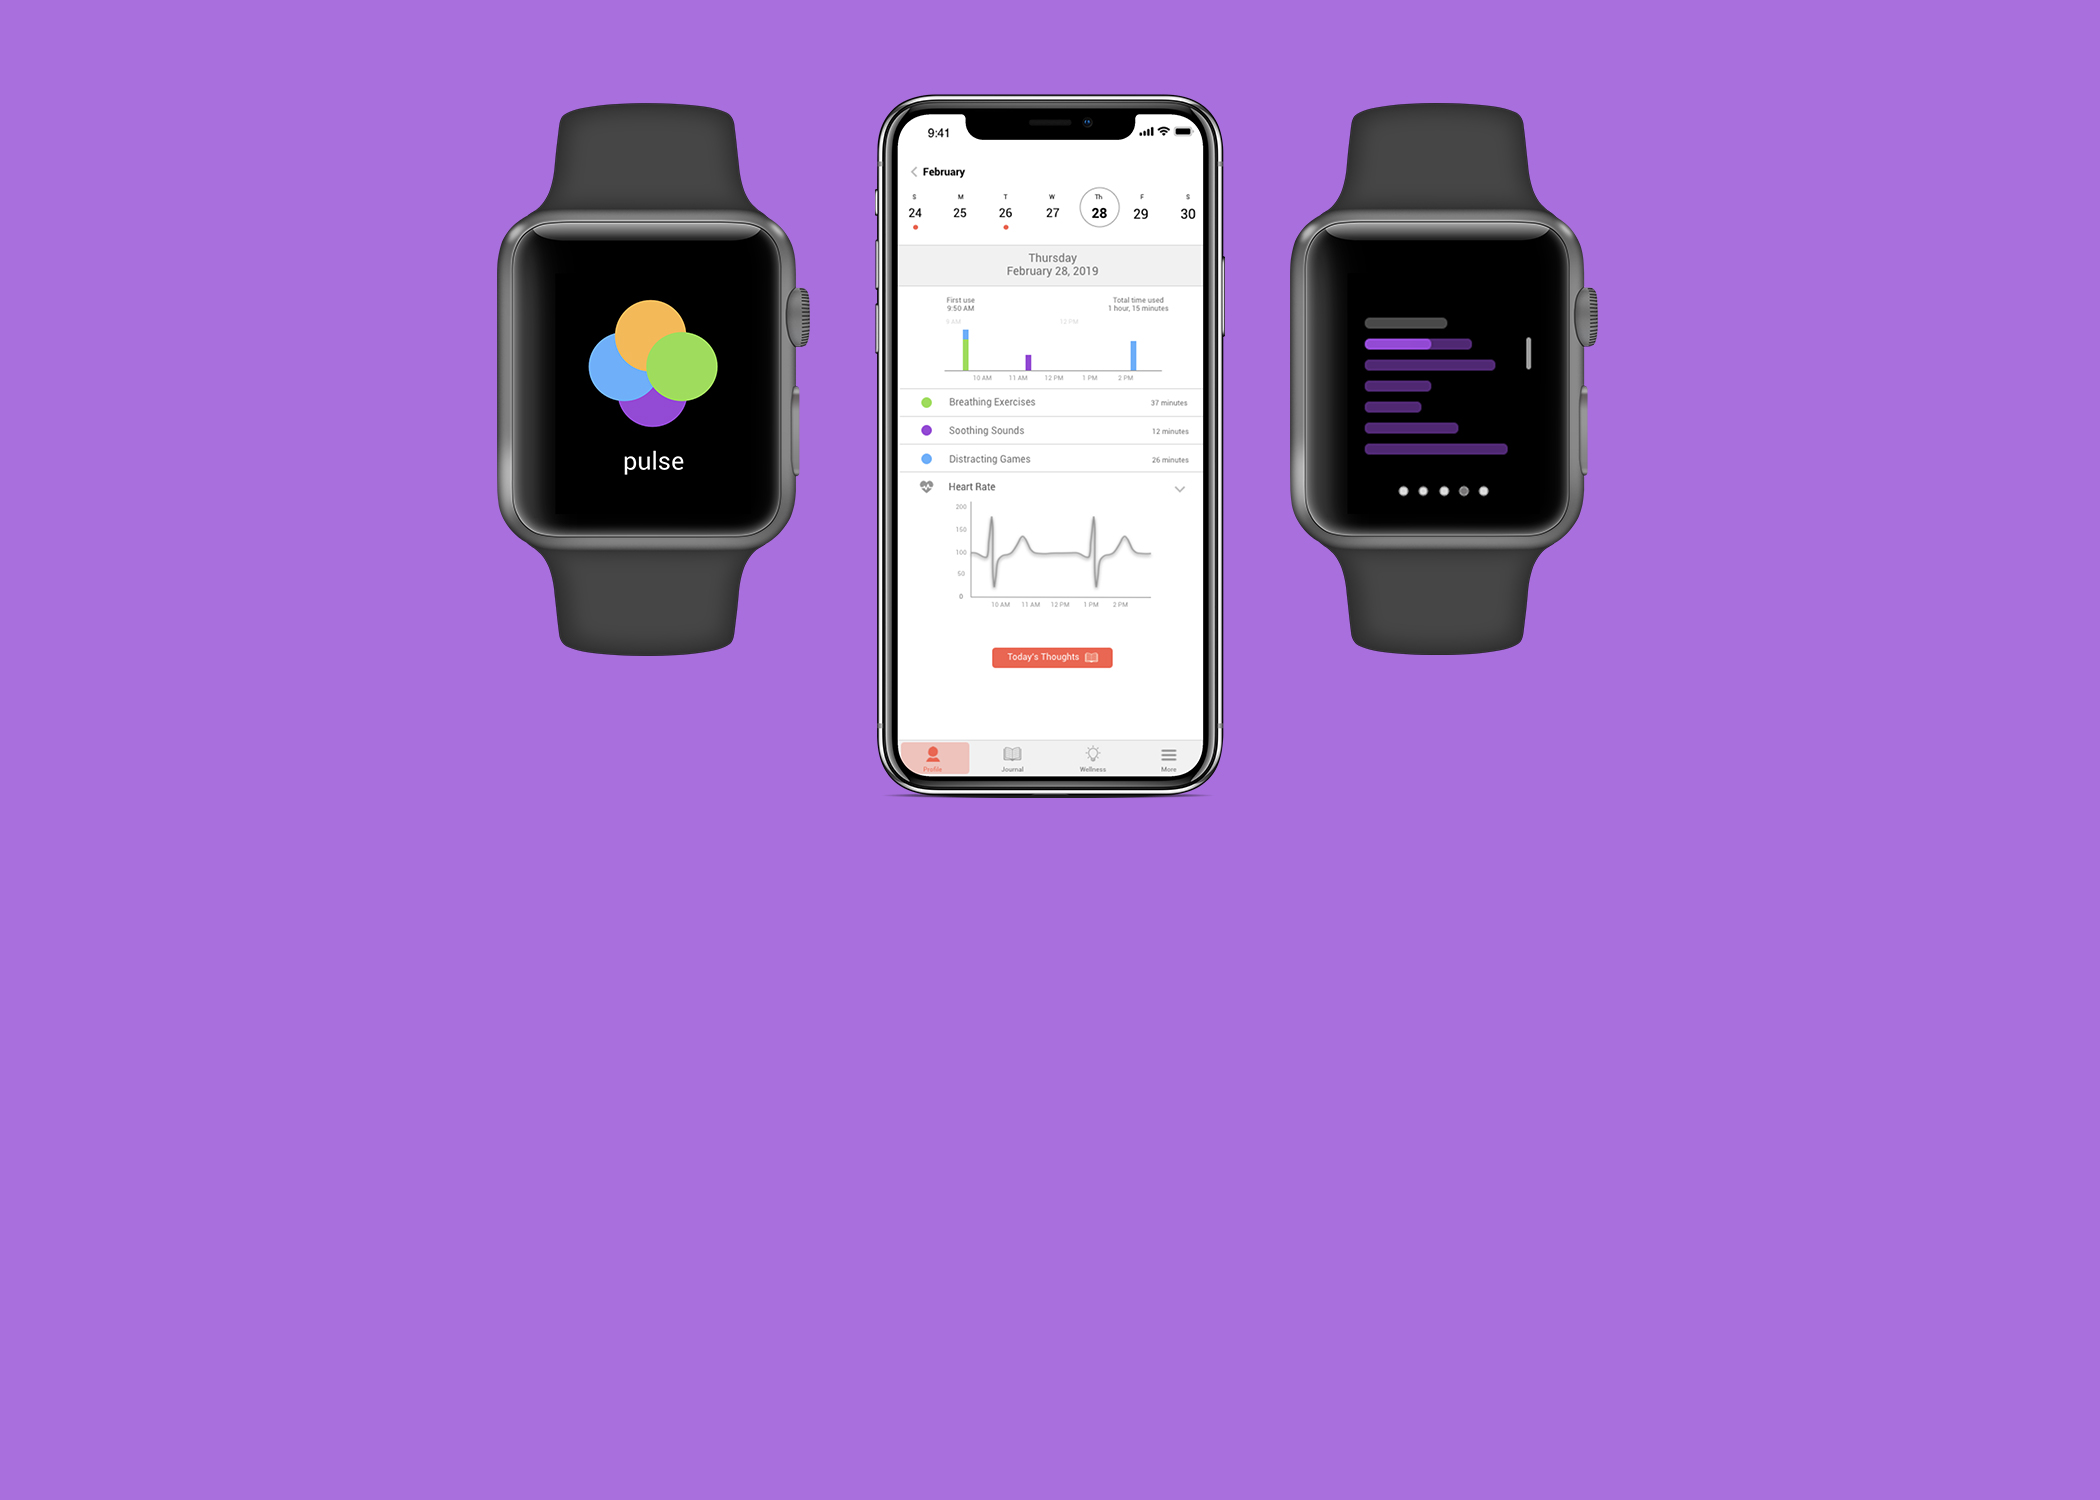 pulse
9:41
February
S M T W Th F S
24 25 26 27 28 29 30
Thursday
February 28, 2019
First use
9:50 AM
Total time used
1 hour, 15 minutes
12 PM
10 AM 11 AM 12 PM 1 PM 2 PM
Breathing Exercises 37 minutes
Soothing Sounds 12 minutes
Distracting Games 26 minutes
Heart Rate
200
150
100
50
0
10 AM 11 AM 12 PM 1 PM 2 PM
Today's Thoughts
Profile Journal Wellness More